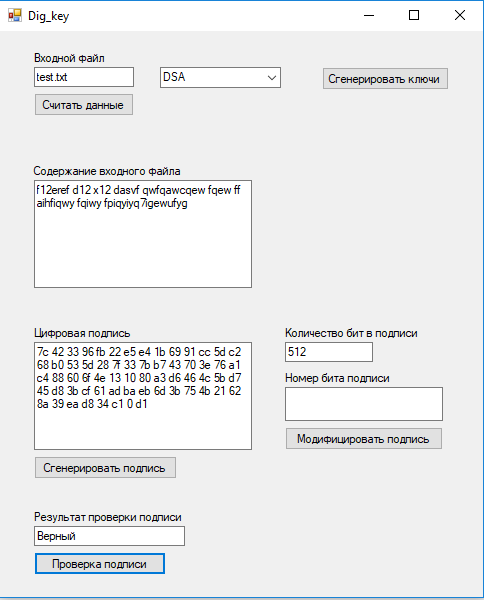 Dig_key
Входной файл
test.txt
DSA
Сгенерировать ключи
Считать данные
Содержание входного файла
f12eref d12 x12 dasvf qwfqawcqew fqew ff
aihfiqwy fqiwy fpiqyiyq7igewufyg
Цифровая подпись
7c 42 33 96 fb 22 e5 e4 1b 69 91 cc 5d c2
68 b0 53 5d 28 7f 33 7b b7 43 70 3e 76 a1
c4 88 60 6f 4e 13 10 80 a3 d6 46 4c 5b d7
45 d8 3b cf 61 ad ba eb 6d 3b 75 4b 21 62
8a 39 ea d8 34 c1 0 d1
Количество бит в подписи
512
Номер бита подписи
Модифицировать подпись
Сгенерировать подпись
Результат проверки подписи
Верный
Проверка подписи